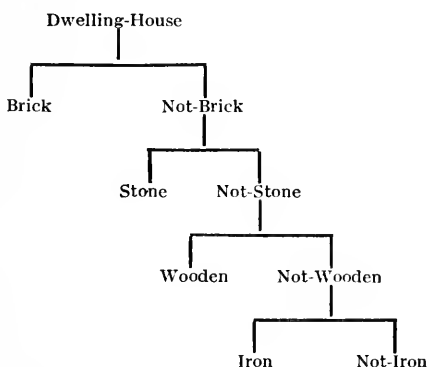 Dwelling-House
Brick Not-Brick
Stone Not-Stone
Wooden Not-Wooden
Iron Not-Iron